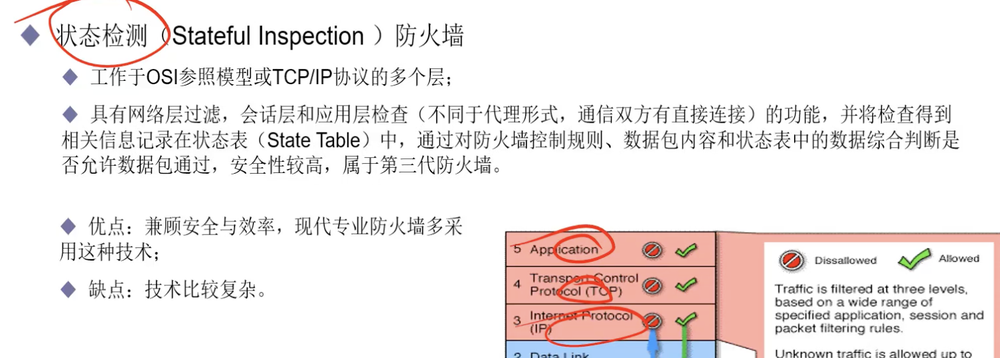 状态检测（Stateful Inspection ）防火墙
工作于OSI参照模型或TCP/IP协议的多个层；
具有网络层过滤，会话层和应用层检查（不同于代理形式，通信双方有直接连接）的功能，并将检查得到
相关信息记录在状态表（State Table）中，通过对防火墙控制规则、数据包内容和状态表中的数据综合判断是
否允许数据包通过，安全性较高，属于第三代防火墙。
优点：兼顾安全与效率，现代专业防火墙多采
用这种技术；
缺点：技术比较复杂。
5 Application
4 Transport Control
Protocol (TCP)
3 Internet Protocol
(IP)
2 Data Link
Disallowed
Allowed
Traffic is filtered at three levels,
based on a wide range of
specified application, session and
packet filtering rules.
Unknown traffic is allowed up to